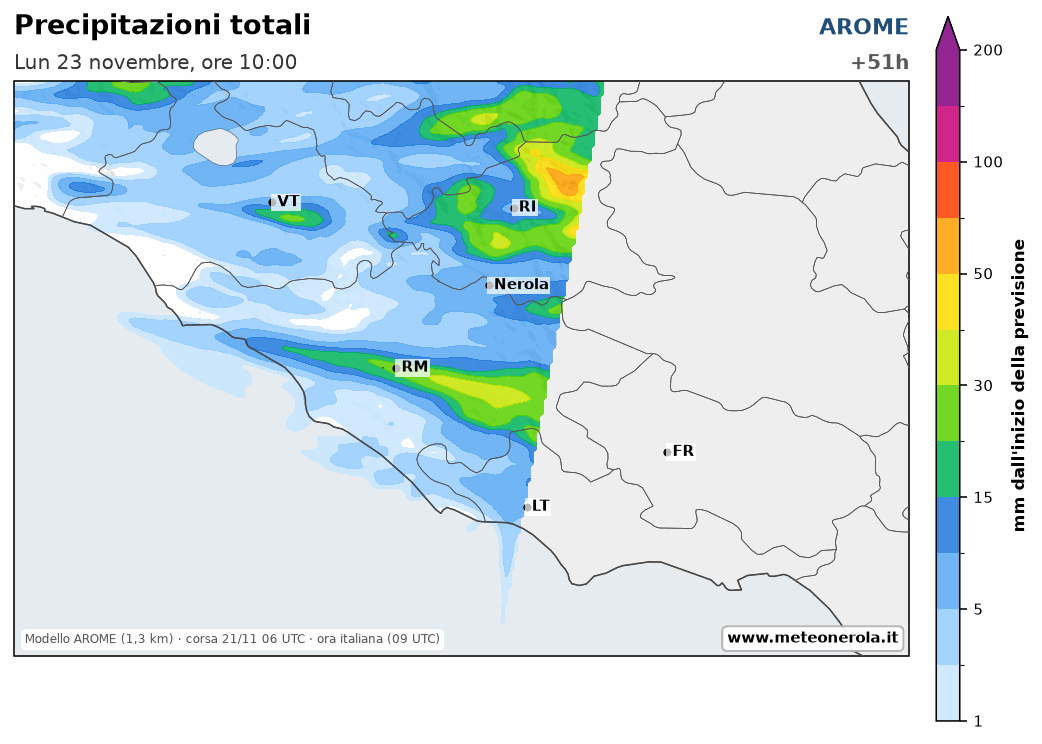 Precipitazioni totali
AROME
Lun 23 novembre, ore 10:00
+51h
200
100
50
30
15
5
1
mm dall'inizio della previsione
VT
RI
Nerola
RM
FR
LT
Modello AROME (1,3 km) · corsa 21/11 06 UTC · ora italiana (09 UTC)
www.meteonerola.it